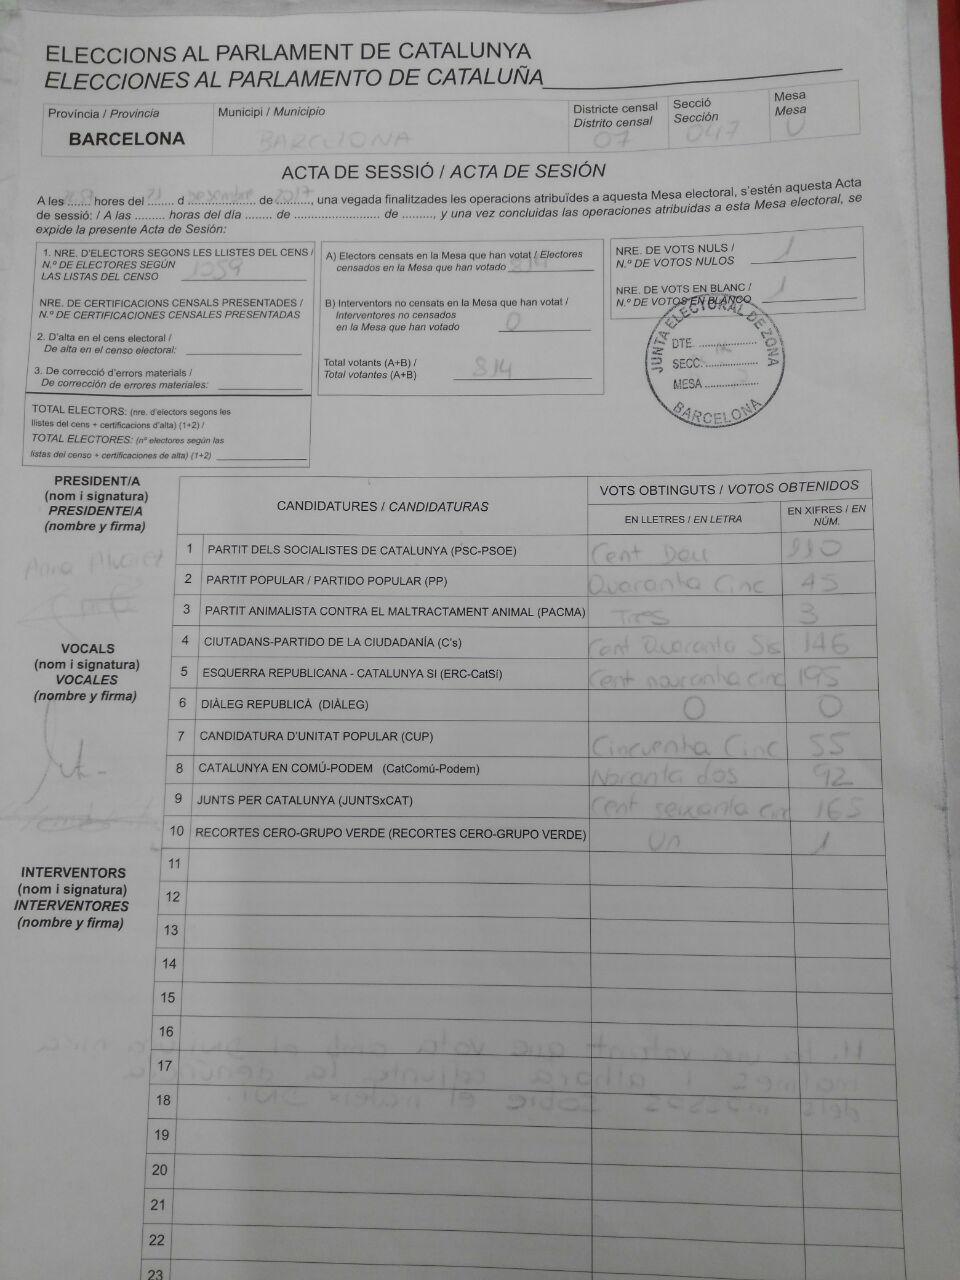 ELECCIONS AL PARLAMENT DE CATALUNYA
ELECCIONES AL PARLAMENTO DE CATALUÑA
Província / Provincia
BARCELONA
Municipi / Municipio
BARCELONA
Districte censal
Distrito censal
07
Secció
Sección
047
Mesa
Mesa
U
ACTA DE SESSIÓ / ACTA DE SESIÓN
A les ....... hores del 21 d desembre de 2017, una vegada finalitzades les operacions atribuïdes a aquesta Mesa electoral, s'estén aquesta Acta
de sessió: / A las ......... horas del día ....... de ......................... de ........., y una vez concluidas las operaciones atribuidas a esta Mesa electoral, se
expide la presente Acta de Sesión:
1. NRE. D'ELECTORS SEGONS LES LLISTES DEL CENS /
N.º DE ELECTORES SEGÚN
LAS LISTAS DEL CENSO 1059
NRE. DE CERTIFICACIONS CENSALS PRESENTADES /
N.º DE CERTIFICACIONES CENSALES PRESENTADAS
2. D'alta en el cens electoral /
De alta en el censo electoral:
3. De correcció d'errors materials /
De corrección de errores materiales:
TOTAL ELECTORS: (nre. d'electors segons les
llistes del cens + certificacions d'alta) (1+2) /
TOTAL ELECTORES: (nº electores según las
listas del censo + certificaciones de alta) (1+2)
A) Electors censats en la Mesa que han votat / Electores
censados en la Mesa que han votado 814
B) Interventors no censats en la Mesa que han votat /
Interventores no censados
en la Mesa que han votado 0
Total votants (A+B) /
Total votantes (A+B) 814
NRE. DE VOTS NULS /
N.º DE VOTOS NULOS 1
NRE. DE VOTS EN BLANC /
N.º DE VOTOS EN BLANCO 1
JUNTA ELECTORAL DE ZONA
DTE. ..................
SECC. ..................
MESA ..................
BARCELONA
PRESIDENT/A
(nom i signatura)
PRESIDENTE/A
(nombre y firma)
Anna Alvarez
VOCALS
(nom i signatura)
VOCALES
(nombre y firma)
INTERVENTORS
(nom i signatura)
INTERVENTORES
(nombre y firma)
CANDIDATURES / CANDIDATURAS
VOTS OBTINGUTS / VOTOS OBTENIDOS
EN LLETRES / EN LETRA
EN XIFRES / EN
NÚM.
1 PARTIT DELS SOCIALISTES DE CATALUNYA (PSC-PSOE) Cent Deu 110
2 PARTIT POPULAR / PARTIDO POPULAR (PP) Quaranta Cinc 45
3 PARTIT ANIMALISTA CONTRA EL MALTRACTAMENT ANIMAL (PACMA) Tres 3
4 CIUTADANS-PARTIDO DE LA CIUDADANÍA (C's) Cent Quaranta Sis 146
5 ESQUERRA REPUBLICANA - CATALUNYA SI (ERC-CatSí) Cent nauranta cinc 195
6 DIÀLEG REPUBLICÀ (DIÀLEG) 0 0
7 CANDIDATURA D'UNITAT POPULAR (CUP) Cincuenta Cinc 55
8 CATALUNYA EN COMÚ-PODEM (CatComú-Podem) Noranta dos 92
9 JUNTS PER CATALUNYA (JUNTSxCAT) Cent seixanta cinc 165
10 RECORTES CERO-GRUPO VERDE (RECORTES CERO-GRUPO VERDE) Un 1
11
12
13
14
15
16
17
18
19
20
21
22
23